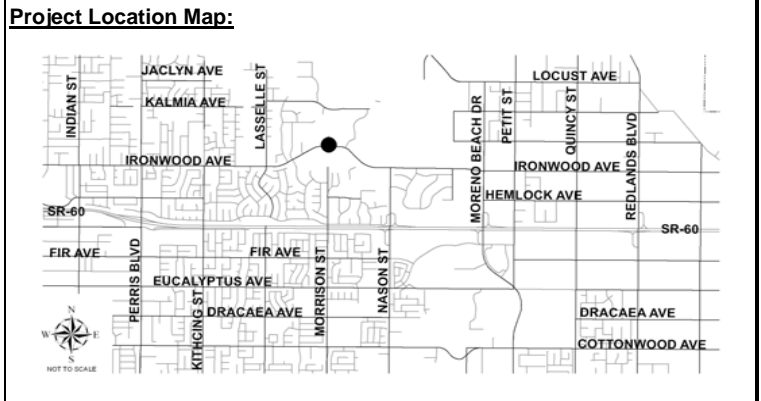 Project Location Map:
JACLYN AVE
LOCUST AVE
INDIAN ST
KALMIA AVE
LASSELLE ST
MORENO BEACH DR
PETIT ST
QUINCY ST
REDLANDS BLVD
IRONWOOD AVE
IRONWOOD AVE
HEMLOCK AVE
SR-60
SR-60
FIR AVE
PERRIS BLVD
FIR AVE
MORRISON ST
NASON ST
EUCALYPTUS AVE
KITHCING ST
DRACAEA AVE
DRACAEA AVE
COTTONWOOD AVE
N
W
E
S
NOT TO SCALE